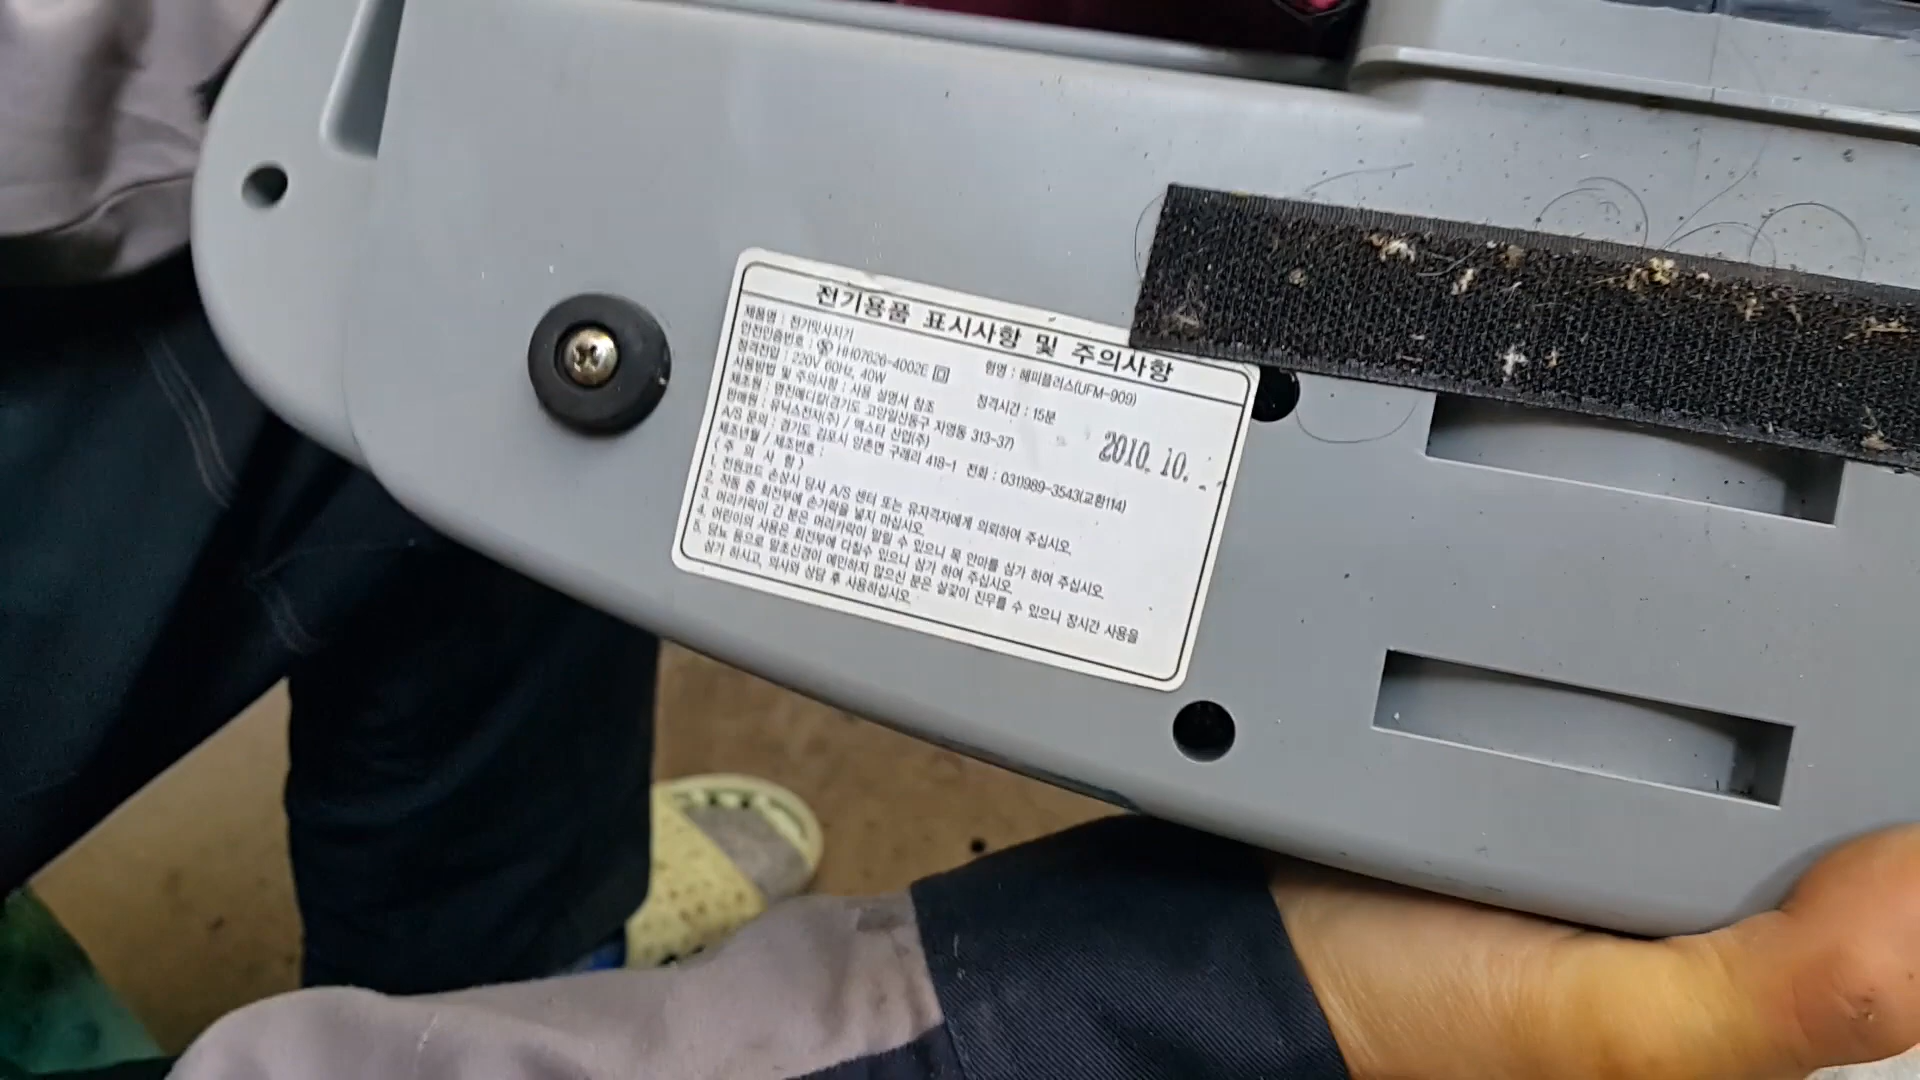 전기용품 표시사항 및 주의사항
제품명 : 전기맛사지기
안전인증번호 : HH07626-4002E 형명 : 해피플러스(UFM-909)
정격전압 : 220V 60Hz, 40W 정격시간 : 15분
사용방법 및 주의사항 : 사용 설명서 참조
제조원 : 명진메디칼(경기도 고양일산동구 지영동 313-37)
판매원 : 유닉스전자(주) / 맥스타 산업(주)
A/S 문의 : 경기도 김포시 양촌면 구래리 418-1 전화 : 031)989-3543(교환114)
제조년월 / 제조번호 : 2010. 10.
( 주 의 사 항 )
1. 전원코드 손상시 당사 A/S 센터 또는 유자격자에게 의뢰하여 주십시오.
2. 작동 중 회전부에 손가락을 넣지 마십시오.
3. 머리카락이 긴 분은 머리카락이 말릴 수 있으니 목 안마를 삼가 하여 주십시오.
4. 어린이의 사용은 회전부에 다칠수 있으니 삼가 하여 주십시오.
5. 당뇨 등으로 말초신경이 예민하지 않으신 분은 살갗이 진무를 수 있으니 장시간 사용을
삼가 하시고, 의사와 상담 후 사용하십시오.